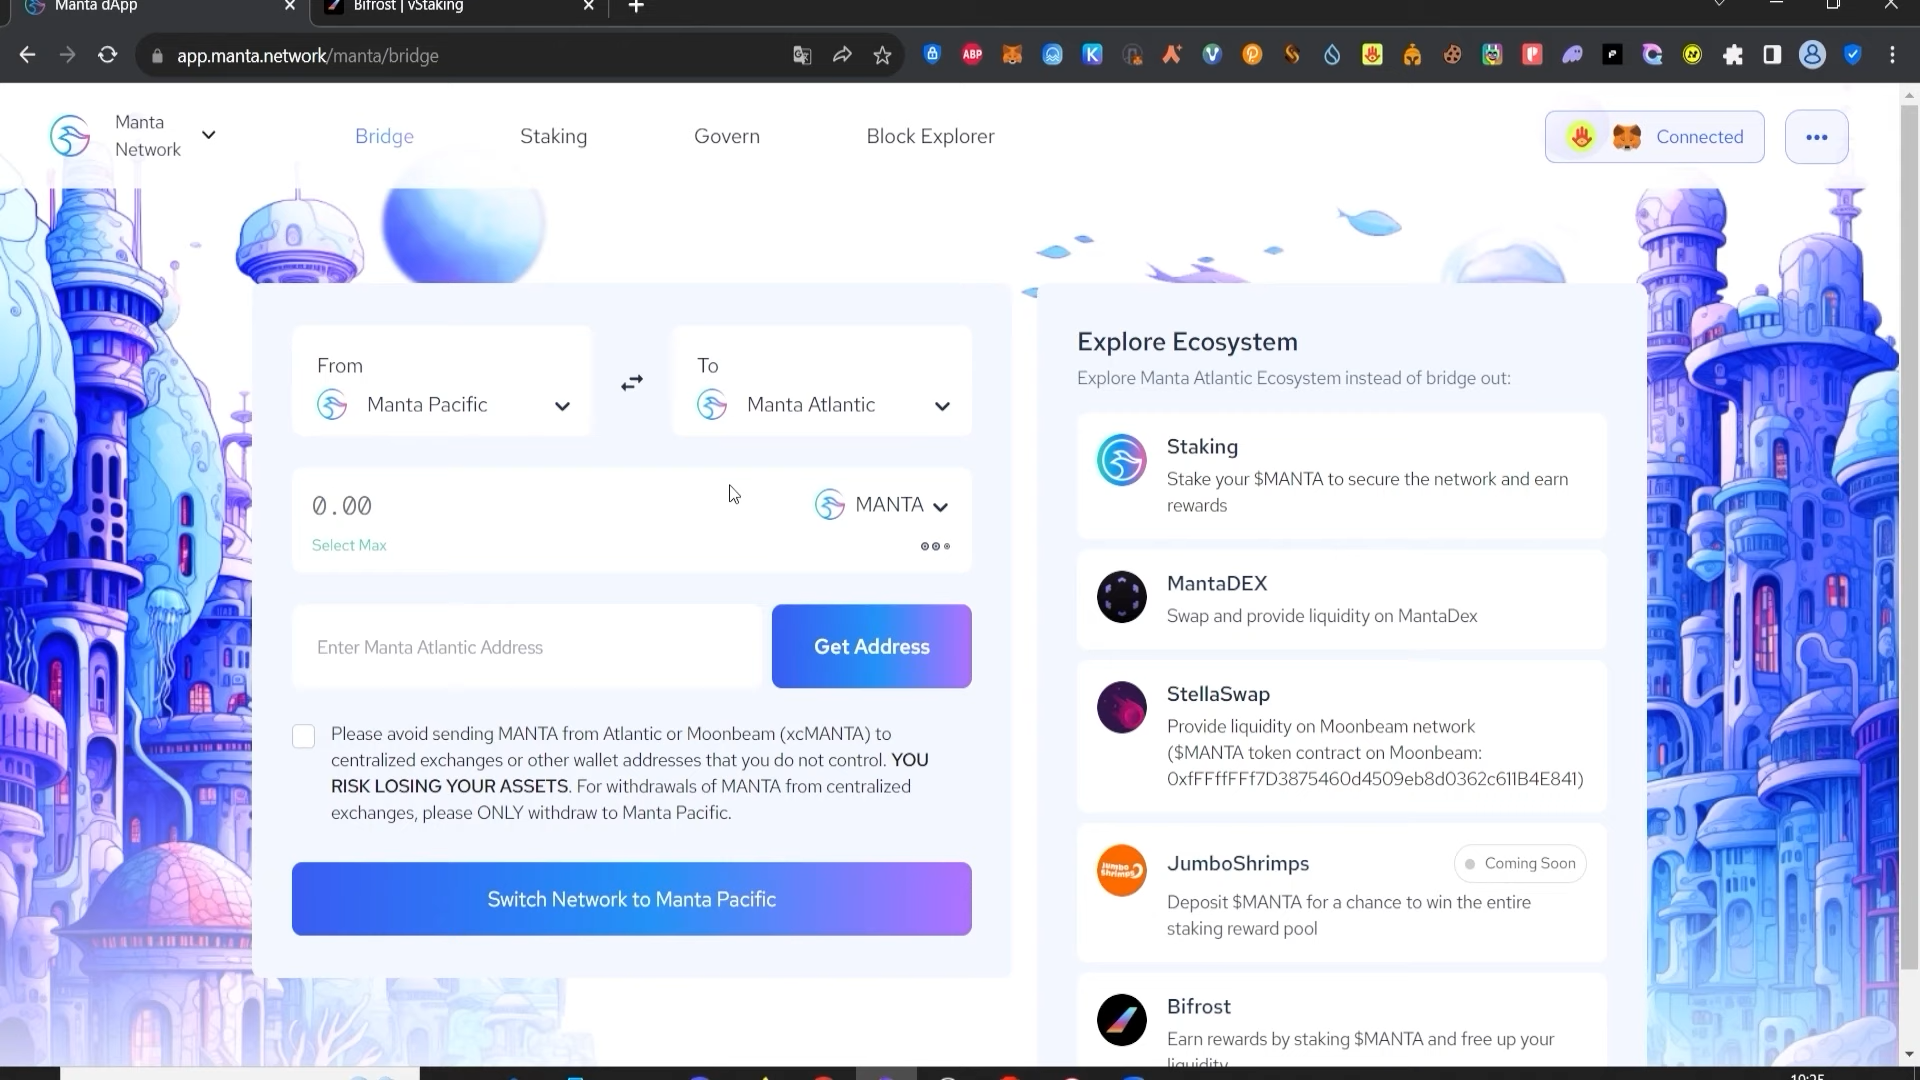 Manta dApp
Bifrost | vStaking
app.manta.network/manta/bridge
ABP
Manta
Network
Bridge
Staking
Govern
Block Explorer
Connected
From
Manta Pacific
To
Manta Atlantic
0.00
MANTA
Select Max
Enter Manta Atlantic Address
Get Address
Please avoid sending MANTA from Atlantic or Moonbeam (xcMANTA) to
centralized exchanges or other wallet addresses that you do not control. YOU
RISK LOSING YOUR ASSETS. For withdrawals of MANTA from centralized
exchanges, please ONLY withdraw to Manta Pacific.
Switch Network to Manta Pacific
Explore Ecosystem
Explore Manta Atlantic Ecosystem instead of bridge out:
Staking
Stake your $MANTA to secure the network and earn
rewards
MantaDEX
Swap and provide liquidity on MantaDex
StellaSwap
Provide liquidity on Moonbeam network
($MANTA token contract on Moonbeam:
0xfFFffFFf7D3875460d4509eb8d0362c611B4E841)
Jumbo
Shrimps
JumboShrimps
Coming Soon
Deposit $MANTA for a chance to win the entire
staking reward pool
Bifrost
Earn rewards by staking $MANTA and free up your
liquidity
10:25